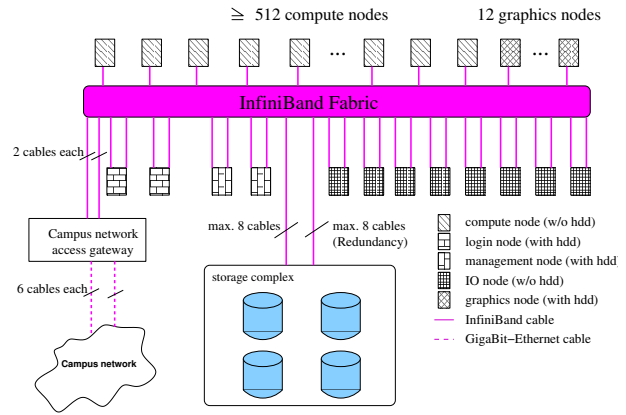 ≧ 512 compute nodes
12 graphics nodes
...
...
InfiniBand Fabric
2 cables each
max. 8 cables
max. 8 cables
(Redundancy)
Campus network
access gateway
6 cables each
Campus network
storage complex
compute node (w/o hdd)
login node (with hdd)
management node (with hdd)
IO node (w/o hdd)
graphics node (with hdd)
InfiniBand cable
GigaBit−Ethernet cable